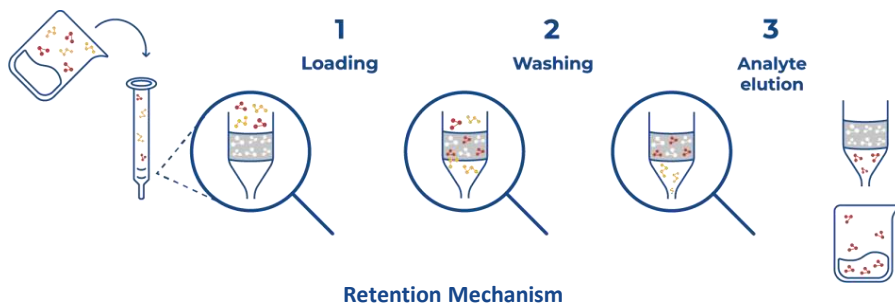 1
Loading
2
Washing
3
Analyte
elution
Retention Mechanism